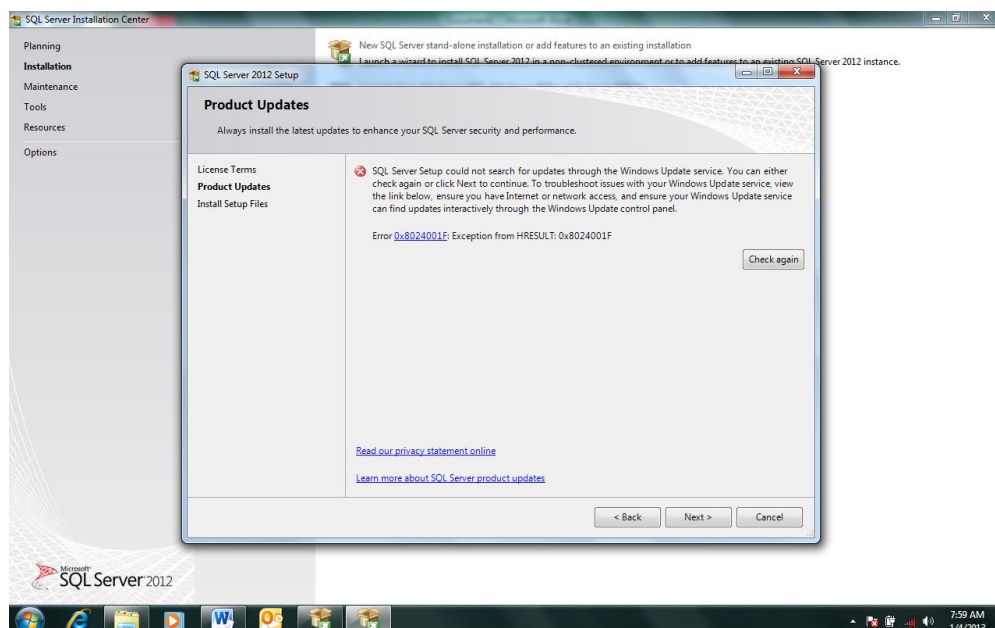 SQL Server Installation Center
Planning
Installation
Maintenance
Tools
Resources
Options
New SQL Server stand-alone installation or add features to an existing installation
Launch a wizard to install SQL Server 2012 in a non-clustered environment or to add features to an existing SQL Server 2012 instance.
SQL Server 2012 Setup
Product Updates
Always install the latest updates to enhance your SQL Server security and performance.
License Terms
Product Updates
Install Setup Files
SQL Server Setup could not search for updates through the Windows Update service. You can either
check again or click Next to continue. To troubleshoot issues with your Windows Update service, view
the link below, ensure you have Internet or network access, and ensure your Windows Update service
can find updates interactively through the Windows Update control panel.
Error 0x8024001F: Exception from HRESULT: 0x8024001F
Check again
Read our privacy statement online
Learn more about SQL Server product updates
< Back
Next >
Cancel
Microsoft
SQL Server 2012
7:59 AM
1/4/2013